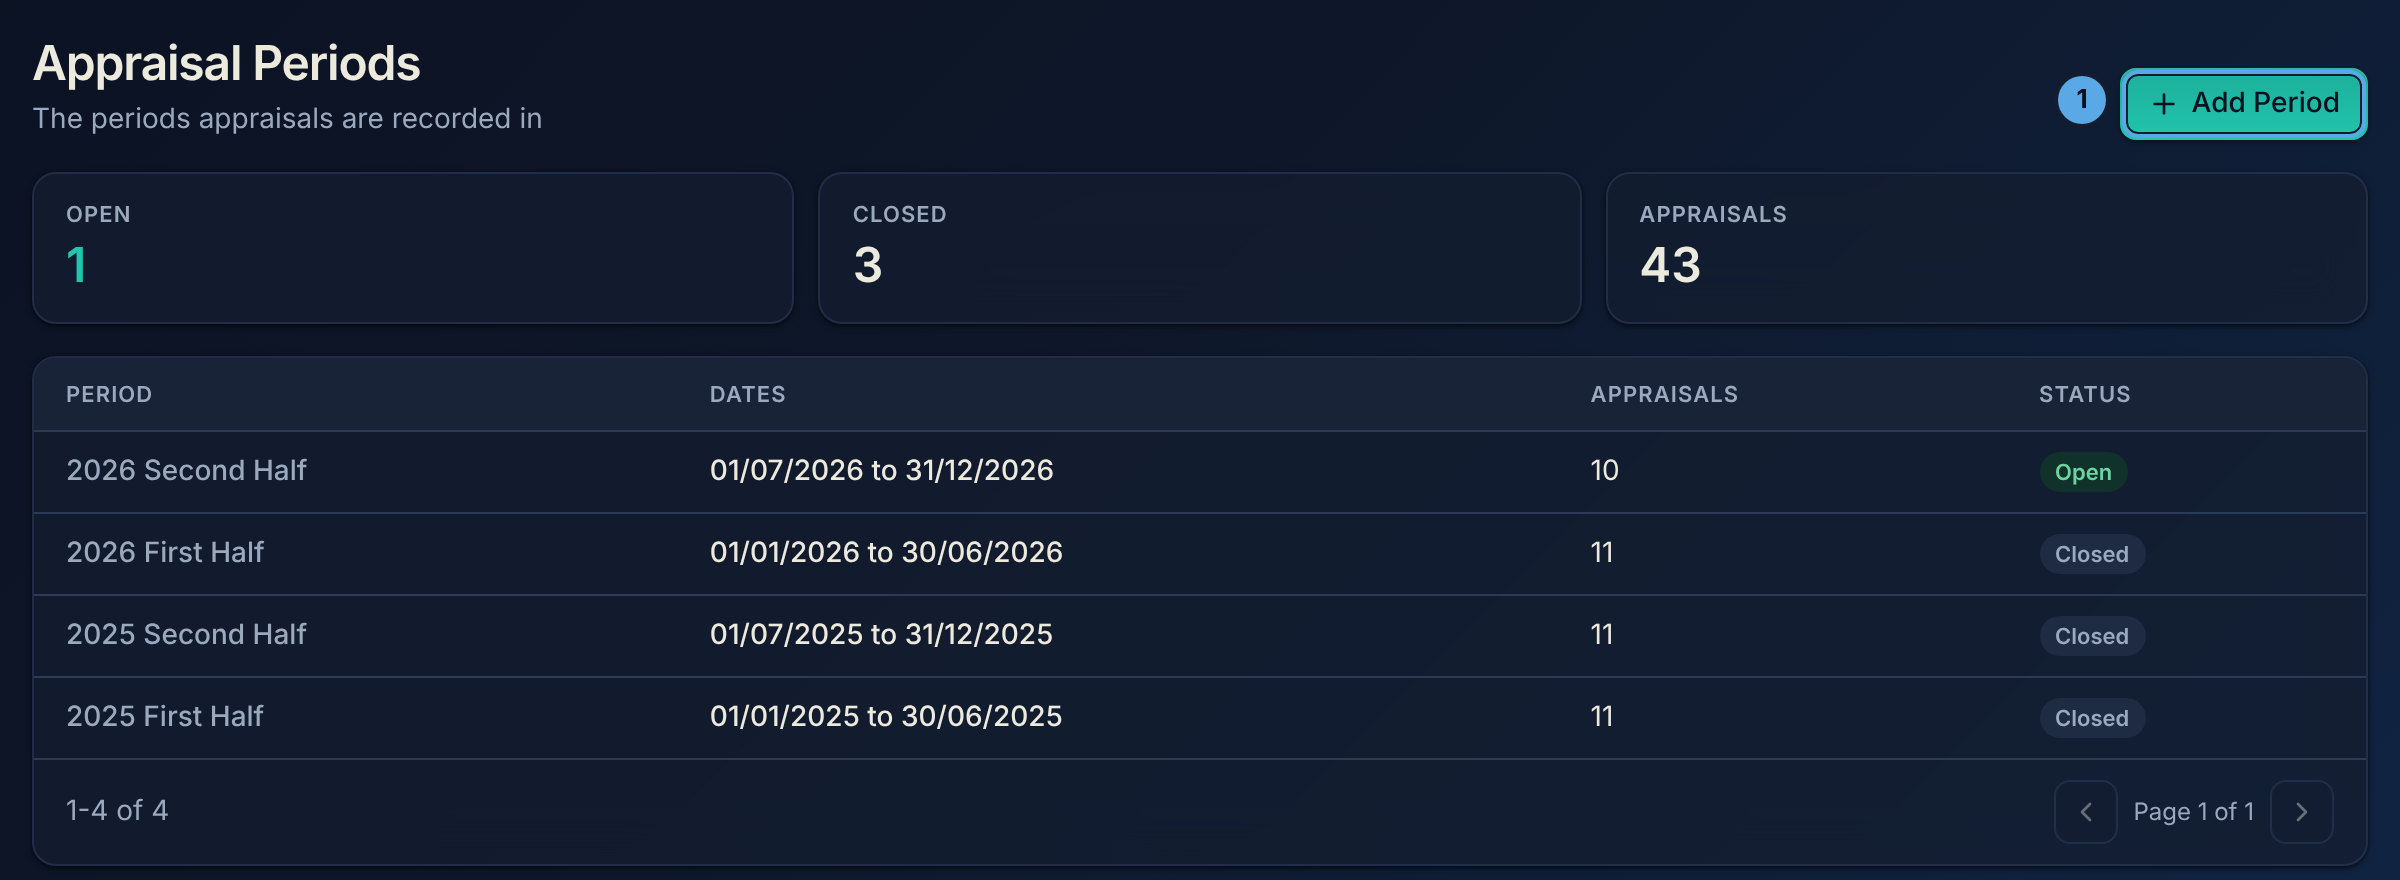 Appraisal Periods
The periods appraisals are recorded in
1
+ Add Period
OPEN
1
CLOSED
3
APPRAISALS
43
PERIOD DATES APPRAISALS STATUS
2026 Second Half 01/07/2026 to 31/12/2026 10 Open
2026 First Half 01/01/2026 to 30/06/2026 11 Closed
2025 Second Half 01/07/2025 to 31/12/2025 11 Closed
2025 First Half 01/01/2025 to 30/06/2025 11 Closed
1-4 of 4
Page 1 of 1